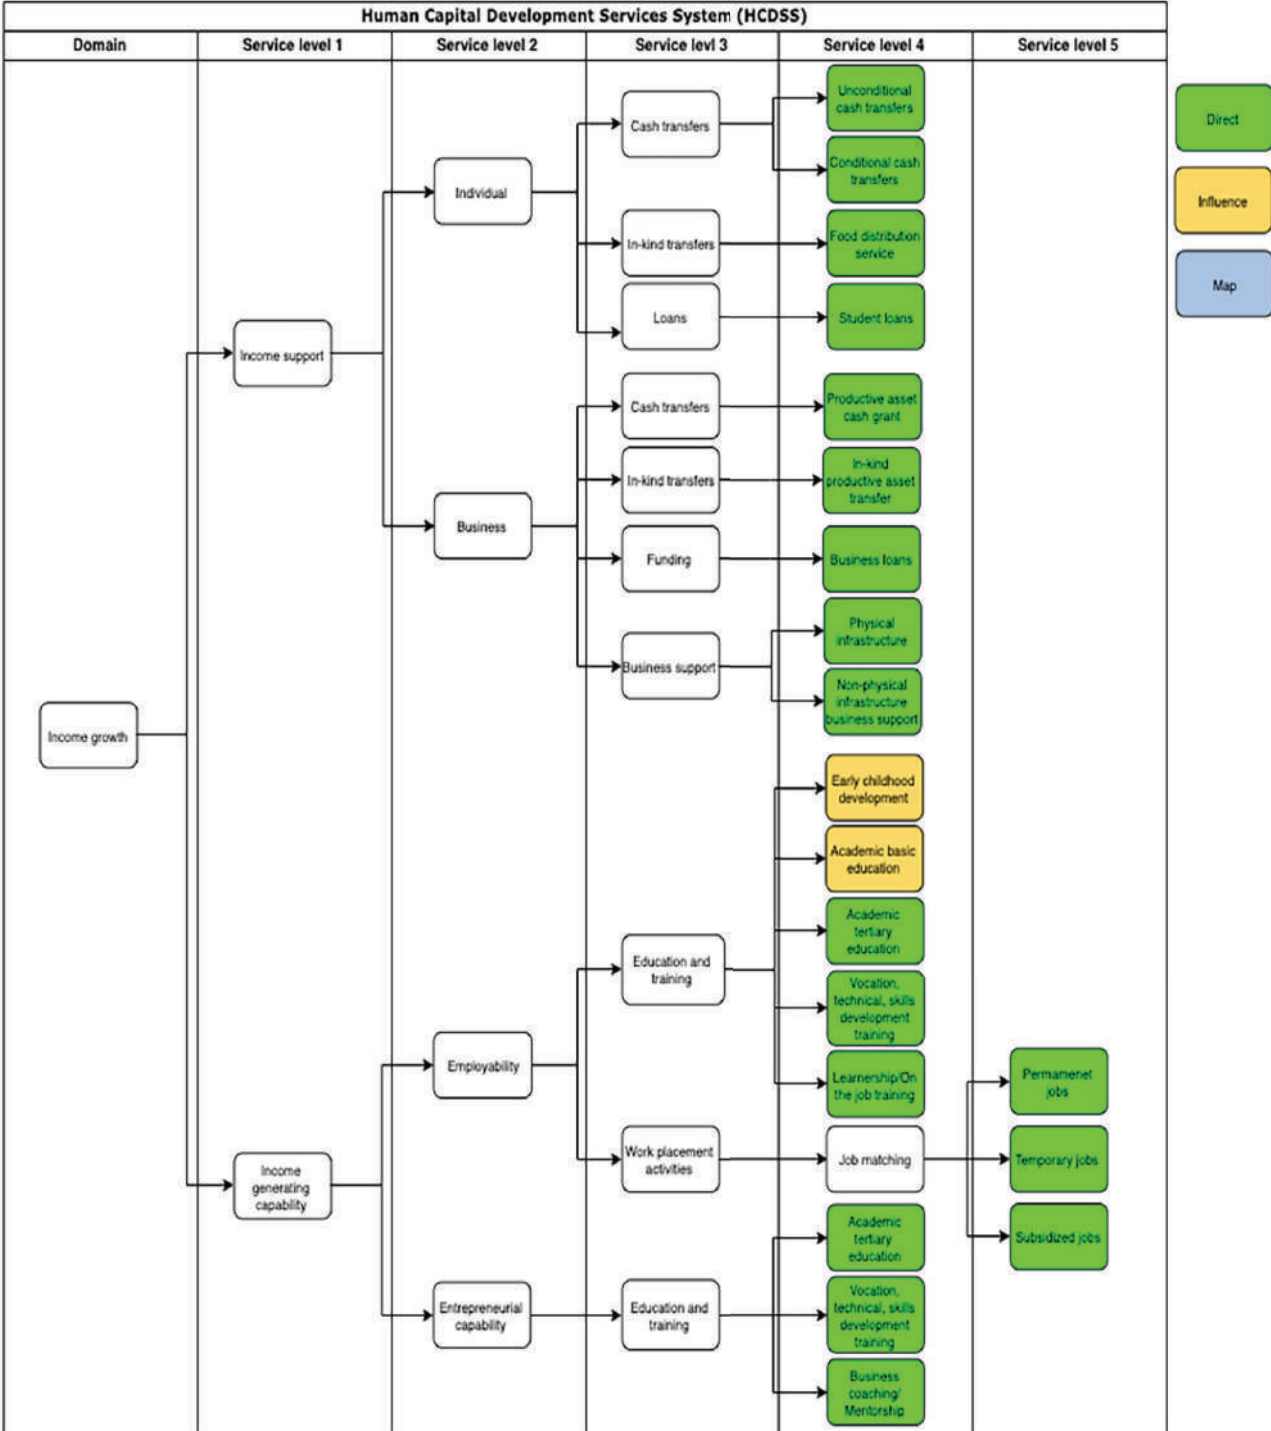 Human Capital Development Services System (HCDSS)
Domain
Service level 1
Service level 2
Service levl 3
Service level 4
Service level 5
Income growth
Income support
Income
generating
capability
Individual
Business
Employability
Entrepreneurial
capability
Cash transfers
In-kind transfers
Loans
Cash transfers
In-kind transfers
Funding
Business support
Education and
training
Work placement
activities
Education and
training
Unconditional
cash transfers
Conditional cash
transfers
Food distribution
service
Student loans
Productive asset
cash grant
In-kind
productive asset
transfer
Business loans
Physical
infrastructure
Non-physical
infrastructure
business support
Early childhood
development
Academic basic
education
Academic
tertiary
education
Vocation,
technical, skills
development
training
Learnership/On
the job training
Job matching
Academic
tertiary
education
Vocation,
technical, skills
development
training
Business
coaching/
Mentorship
Permamenet
jobs
Temporary jobs
Subsidized jobs
Direct
Influence
Map